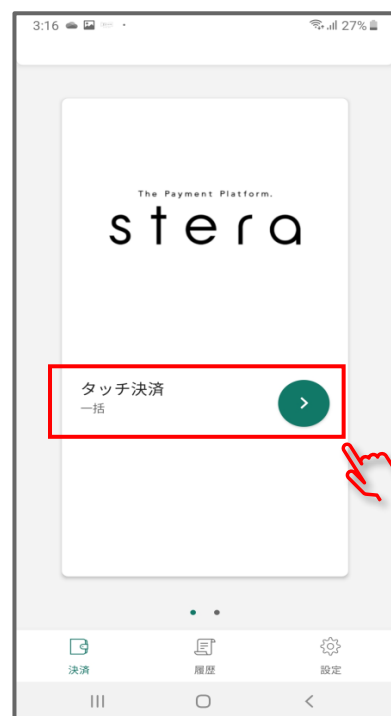 3:16
27%
The Payment Platform.
stera
タッチ決済
一括
決済
履歴
設定